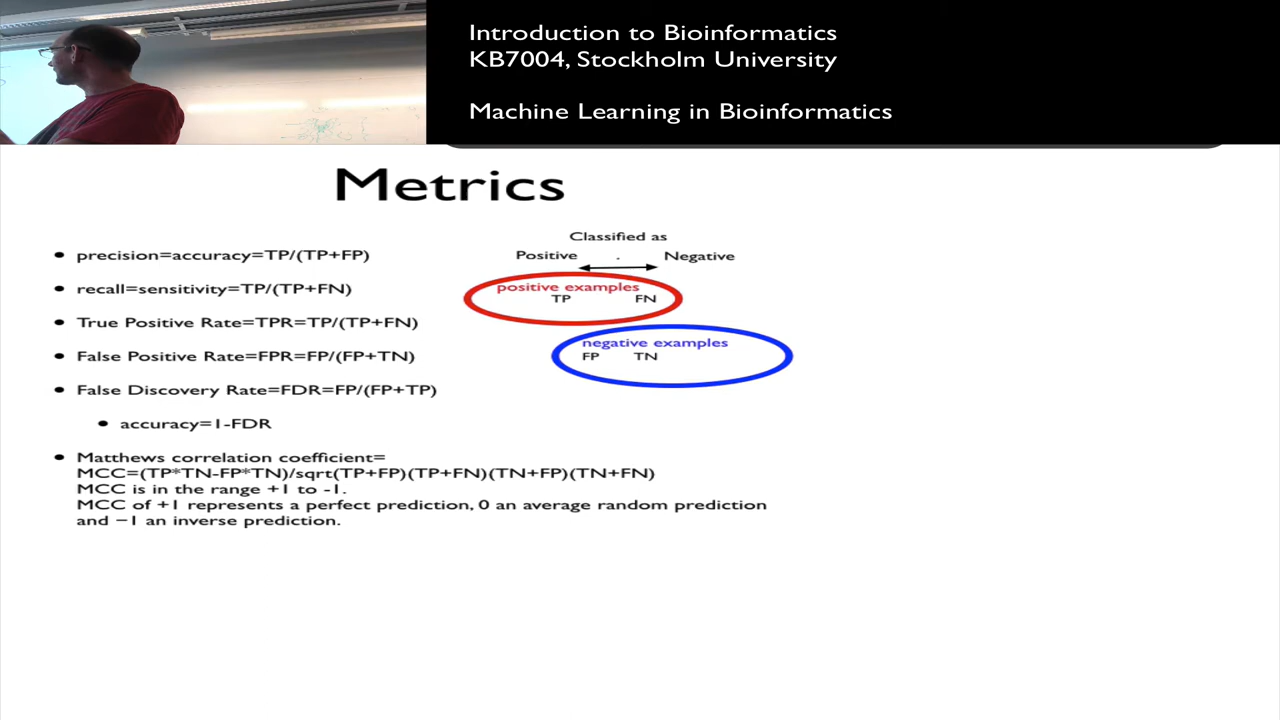 Introduction to Bioinformatics
KB7004, Stockholm University
Machine Learning in Bioinformatics
Metrics
• precision=accuracy=TP/(TP+FP)
• recall=sensitivity=TP/(TP+FN)
• True Positive Rate=TPR=TP/(TP+FN)
• False Positive Rate=FPR=FP/(FP+TN)
• False Discovery Rate=FDR=FP/(FP+TP)
• accuracy=1-FDR
• Matthews correlation coefficient=
MCC=(TP*TN-FP*TN)/sqrt(TP+FP)(TP+FN)(TN+FP)(TN+FN)
MCC is in the range +1 to -1.
MCC of +1 represents a perfect prediction, 0 an average random prediction
and −1 an inverse prediction.
Classified as
Positive . Negative
positive examples
TP FN
negative examples
FP TN